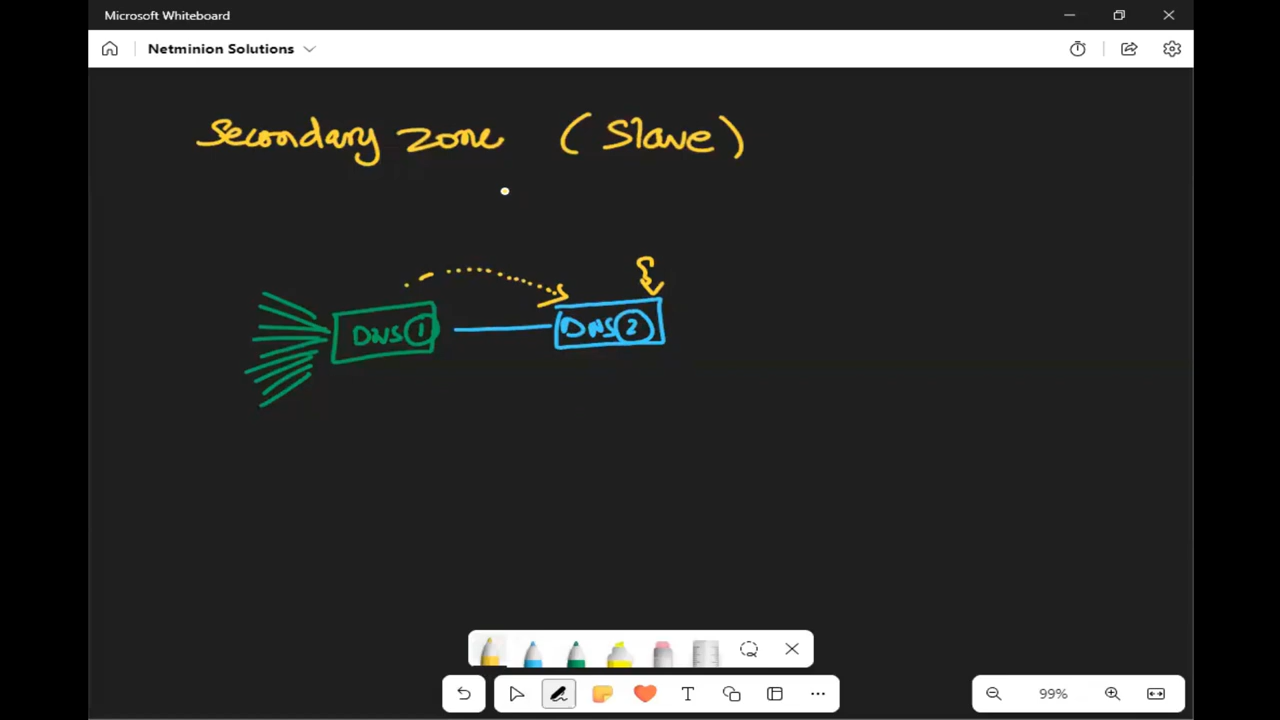 Microsoft Whiteboard
Netminion Solutions
Secondary zone (Slave)
DNS 1
DNS 2
99%